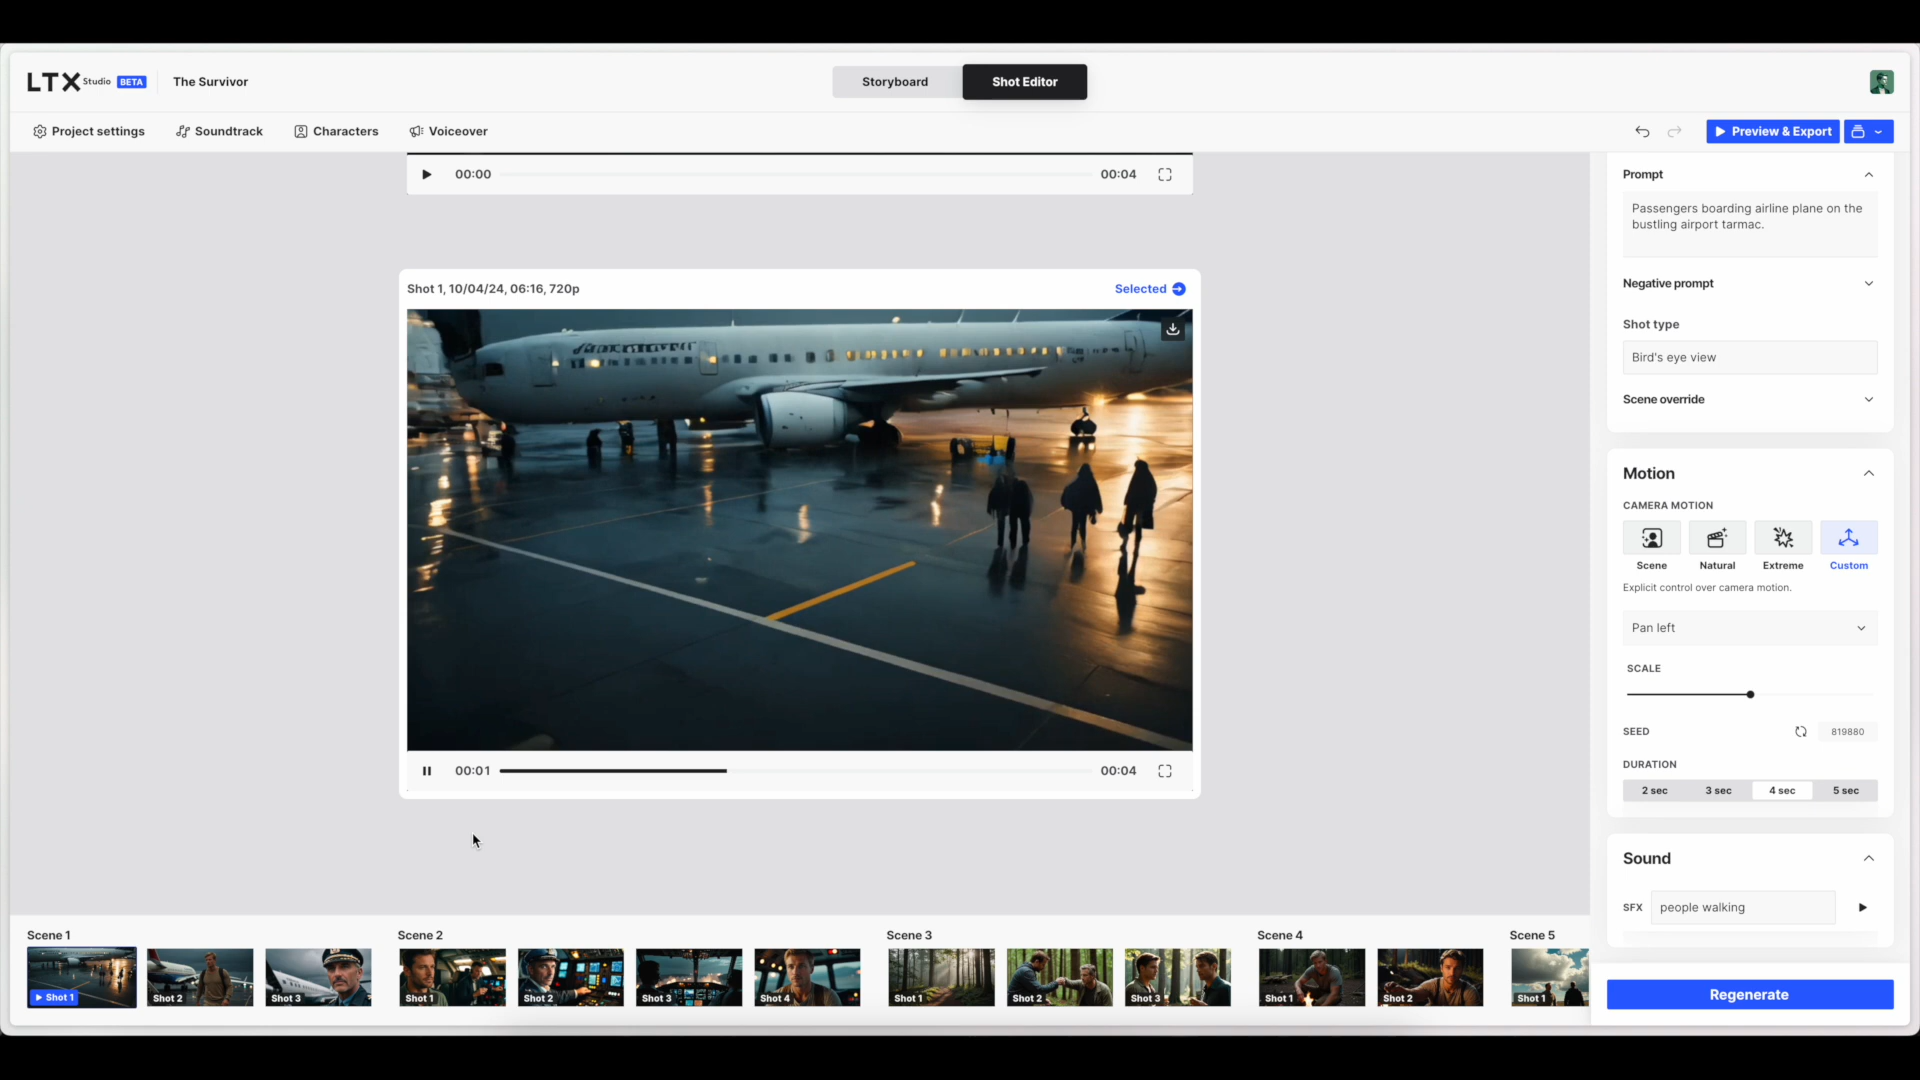 LTX Studio BETA
The Survivor
Storyboard
Shot Editor
Project settings
Soundtrack
Characters
Voiceover
Preview & Export
00:00
00:04
Shot 1, 10/04/24, 06:16, 720p
Selected
00:01
00:04
Prompt
Passengers boarding airline plane on the
bustling airport tarmac.
Negative prompt
Shot type
Bird's eye view
Scene override
Motion
CAMERA MOTION
Scene
Natural
Extreme
Custom
Explicit control over camera motion.
Pan left
SCALE
SEED
819880
DURATION
2 sec
3 sec
4 sec
5 sec
Sound
SFX
people walking
Regenerate
Scene 1
Shot 1
Shot 2
Shot 3
Scene 2
Shot 1
Shot 2
Shot 3
Shot 4
Scene 3
Shot 1
Shot 2
Shot 3
Scene 4
Shot 1
Shot 2
Scene 5
Shot 1